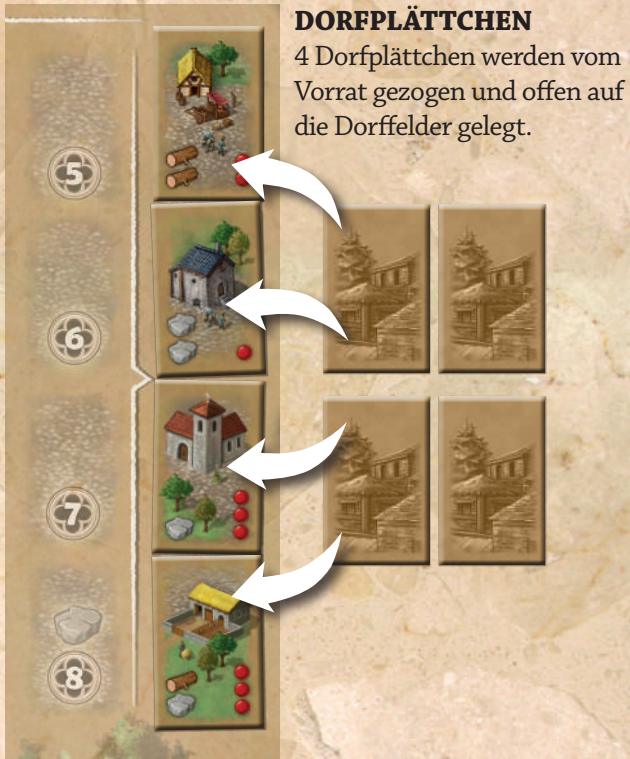 DORFPLÄTTCHEN
4 Dorfplättchen werden vom
Vorrat gezogen und offen auf
die Dorffelder gelegt.
5
6
7
8